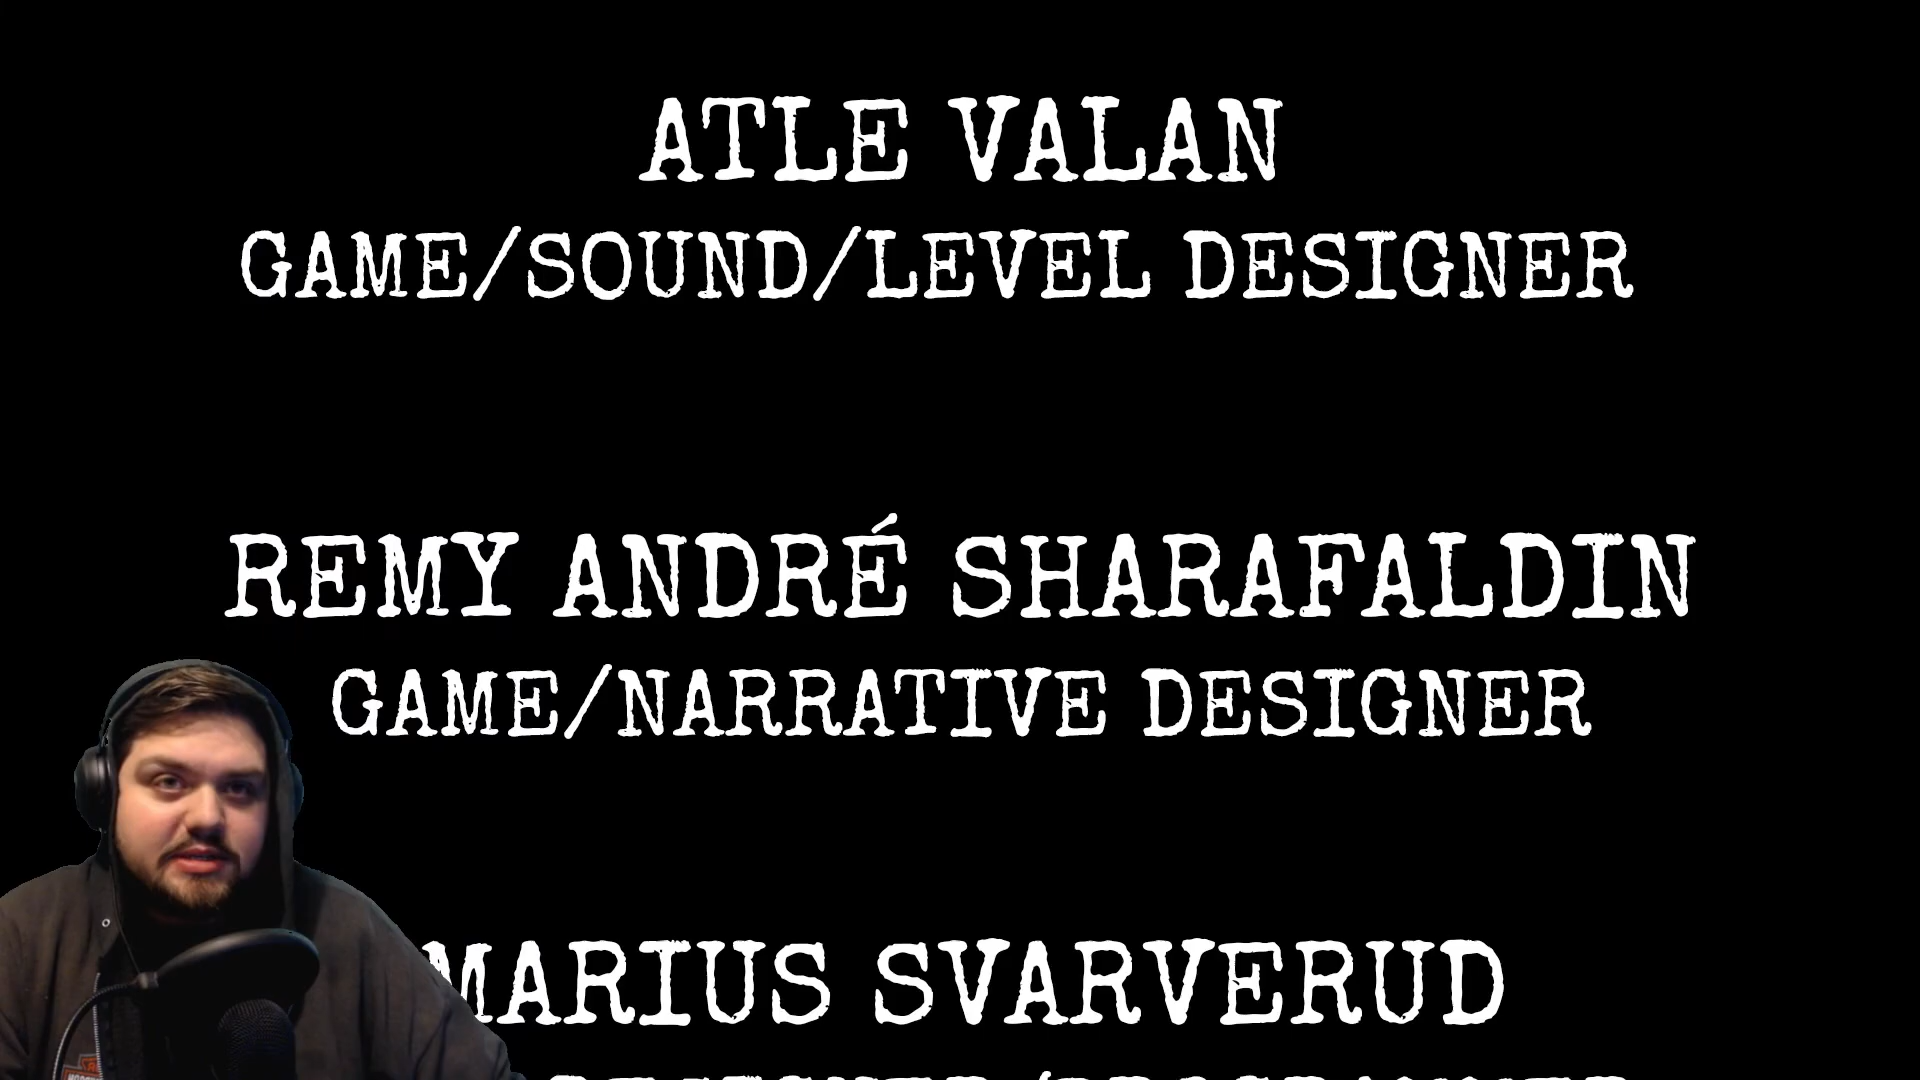 ATLE VALAN
GAME/SOUND/LEVEL DESIGNER
REMY ANDRÉ SHARAFALDIN
GAME/NARRATIVE DESIGNER
MARIUS SVARVERUD